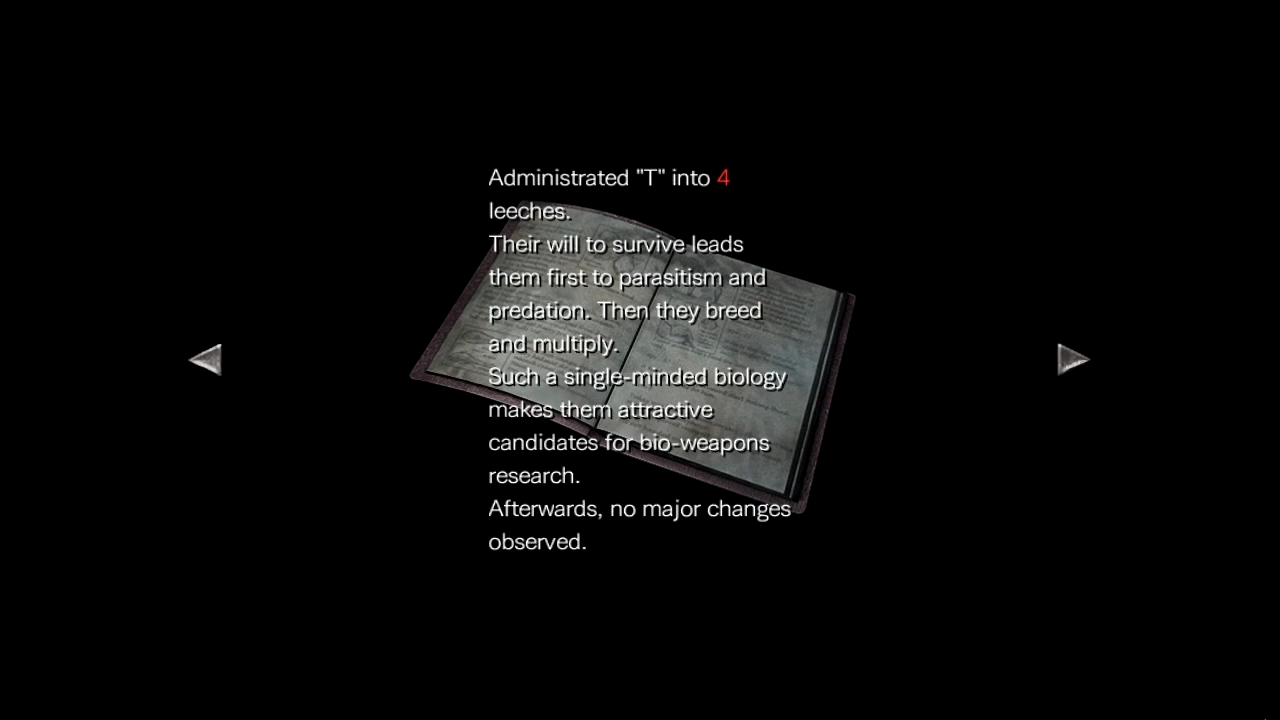 Administrated "T" into 4
leeches.
Their will to survive leads
them first to parasitism and
predation. Then they breed
and multiply.
Such a single-minded biology
makes them attractive
candidates for bio-weapons
research.
Afterwards, no major changes
observed.